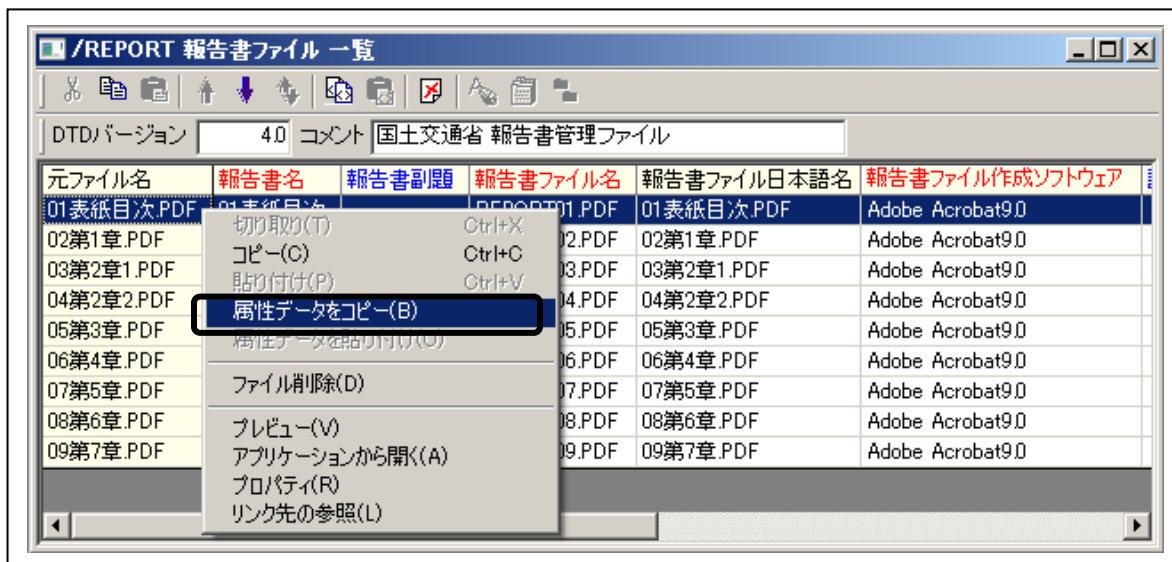 /REPORT 報告書ファイル 一覧
DTDバージョン 4.0 コメント 国土交通省 報告書管理ファイル
元ファイル名 報告書名 報告書副題 報告書ファイル名 報告書ファイル日本語名 報告書ファイル作成ソフトウェア
01表紙目次.PDF 01表紙目次 REPORT01.PDF 01表紙目次.PDF Adobe Acrobat9.0
02第1章.PDF 02.PDF 02第1章.PDF Adobe Acrobat9.0
03第2章1.PDF 03.PDF 03第2章1.PDF Adobe Acrobat9.0
04第2章2.PDF 04.PDF 04第2章2.PDF Adobe Acrobat9.0
05第3章.PDF 05.PDF 05第3章.PDF Adobe Acrobat9.0
06第4章.PDF 06.PDF 06第4章.PDF Adobe Acrobat9.0
07第5章.PDF 07.PDF 07第5章.PDF Adobe Acrobat9.0
08第6章.PDF 08.PDF 08第6章.PDF Adobe Acrobat9.0
09第7章.PDF 09.PDF 09第7章.PDF Adobe Acrobat9.0
切り取り(T) Ctrl+X
コピー(C) Ctrl+C
貼り付け(P) Ctrl+V
属性データをコピー(B)
属性データを貼り付け(O)
ファイル削除(D)
プレビュー(V)
アプリケーションから開く(A)
プロパティ(R)
リンク先の参照(L)